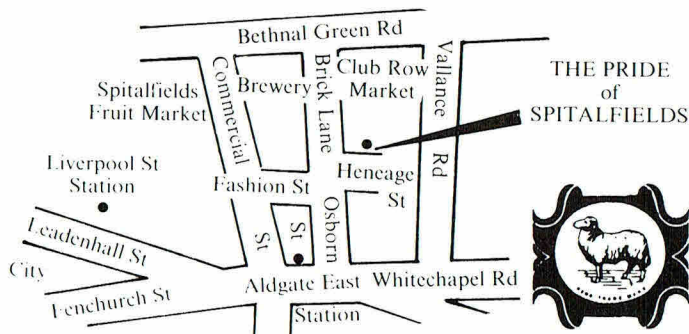 Bethnal Green Rd
Commercial
St
Brewery
Brick Lane
Club Row
Market
Vallance
Rd
THE PRIDE
of
SPITALFIELDS
Spitalfields
Fruit Market
Liverpool St
Station
Fashion St
Heneage
St
Osborn
St
Leadenhall St
City
Fenchurch St
Aldgate East
Station
Whitechapel Rd